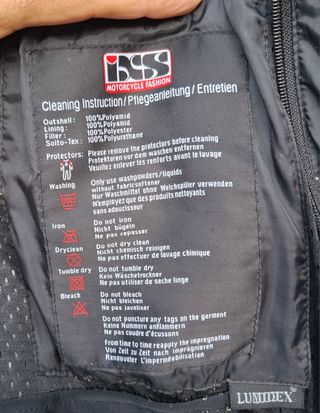 iXS
MOTORCYCLE FASHION
Cleaning Instruction/Pflegeanleitung/Entretien
Outshell: 100%Polyamid
Lining: 100%Polyamid
Filler: 100%Polyester
Solto-Tex: 100%Polyurethane
Protectors: Please remove the protectors before cleaning
Protektoren vor dem waschen entfernen
Veuillez enlever les renforts avant le lavage
Washing Only use washpowders/liquids
without fabricsoftener
Nur Waschmittel ohne Weichspüler verwenden
N'employez que des produits nettoyants
sans adoucisseur
Iron Do not iron
Nicht bügeln
Ne pas repasser
Dryclean Do not dry clean
Nicht chemisch reinigen
Ne pas effecteur de lavage chimique
Tumble dry Do not tumble dry
Kein Wäschetrockner
Ne pas utiliser de seche linge
Bleach Do not bleach
Nicht bleichen
Ne pas javeliser
Do not puncture any tags on the garment
Keine Nummern anklammern
Ne pas coudre d'écussons
From time to time reapply the impregnation
Von Zeit zu Zeit nach imprägnieren
Renouveler L'imperméabilisation
LUMIDEX